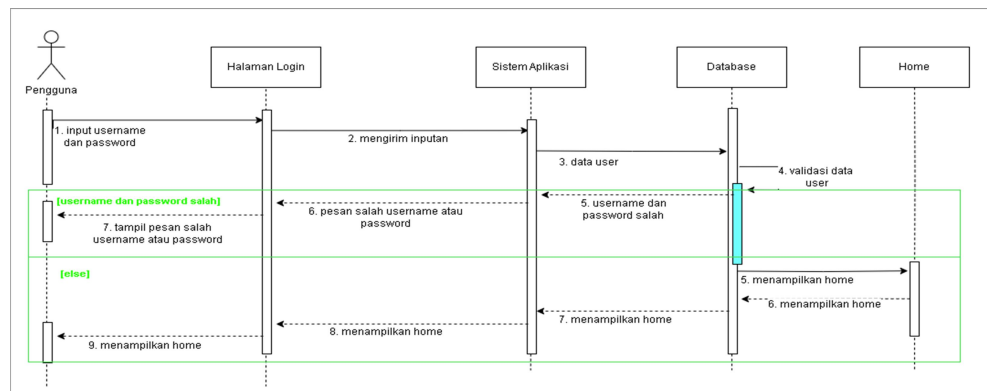 Pengguna
Halaman Login
Sistem Aplikasi
Database
Home
1. input username
dan password
2. mengirim inputan
3. data user
4. validasi data
user
[username dan password salah]
5. username dan
password salah
6. pesan salah username atau
password
7. tampil pesan salah
username atau password
[else]
5. menampilkan home
6. menampilkan home
7. menampilkan home
8. menampilkan home
9. menampilkan home